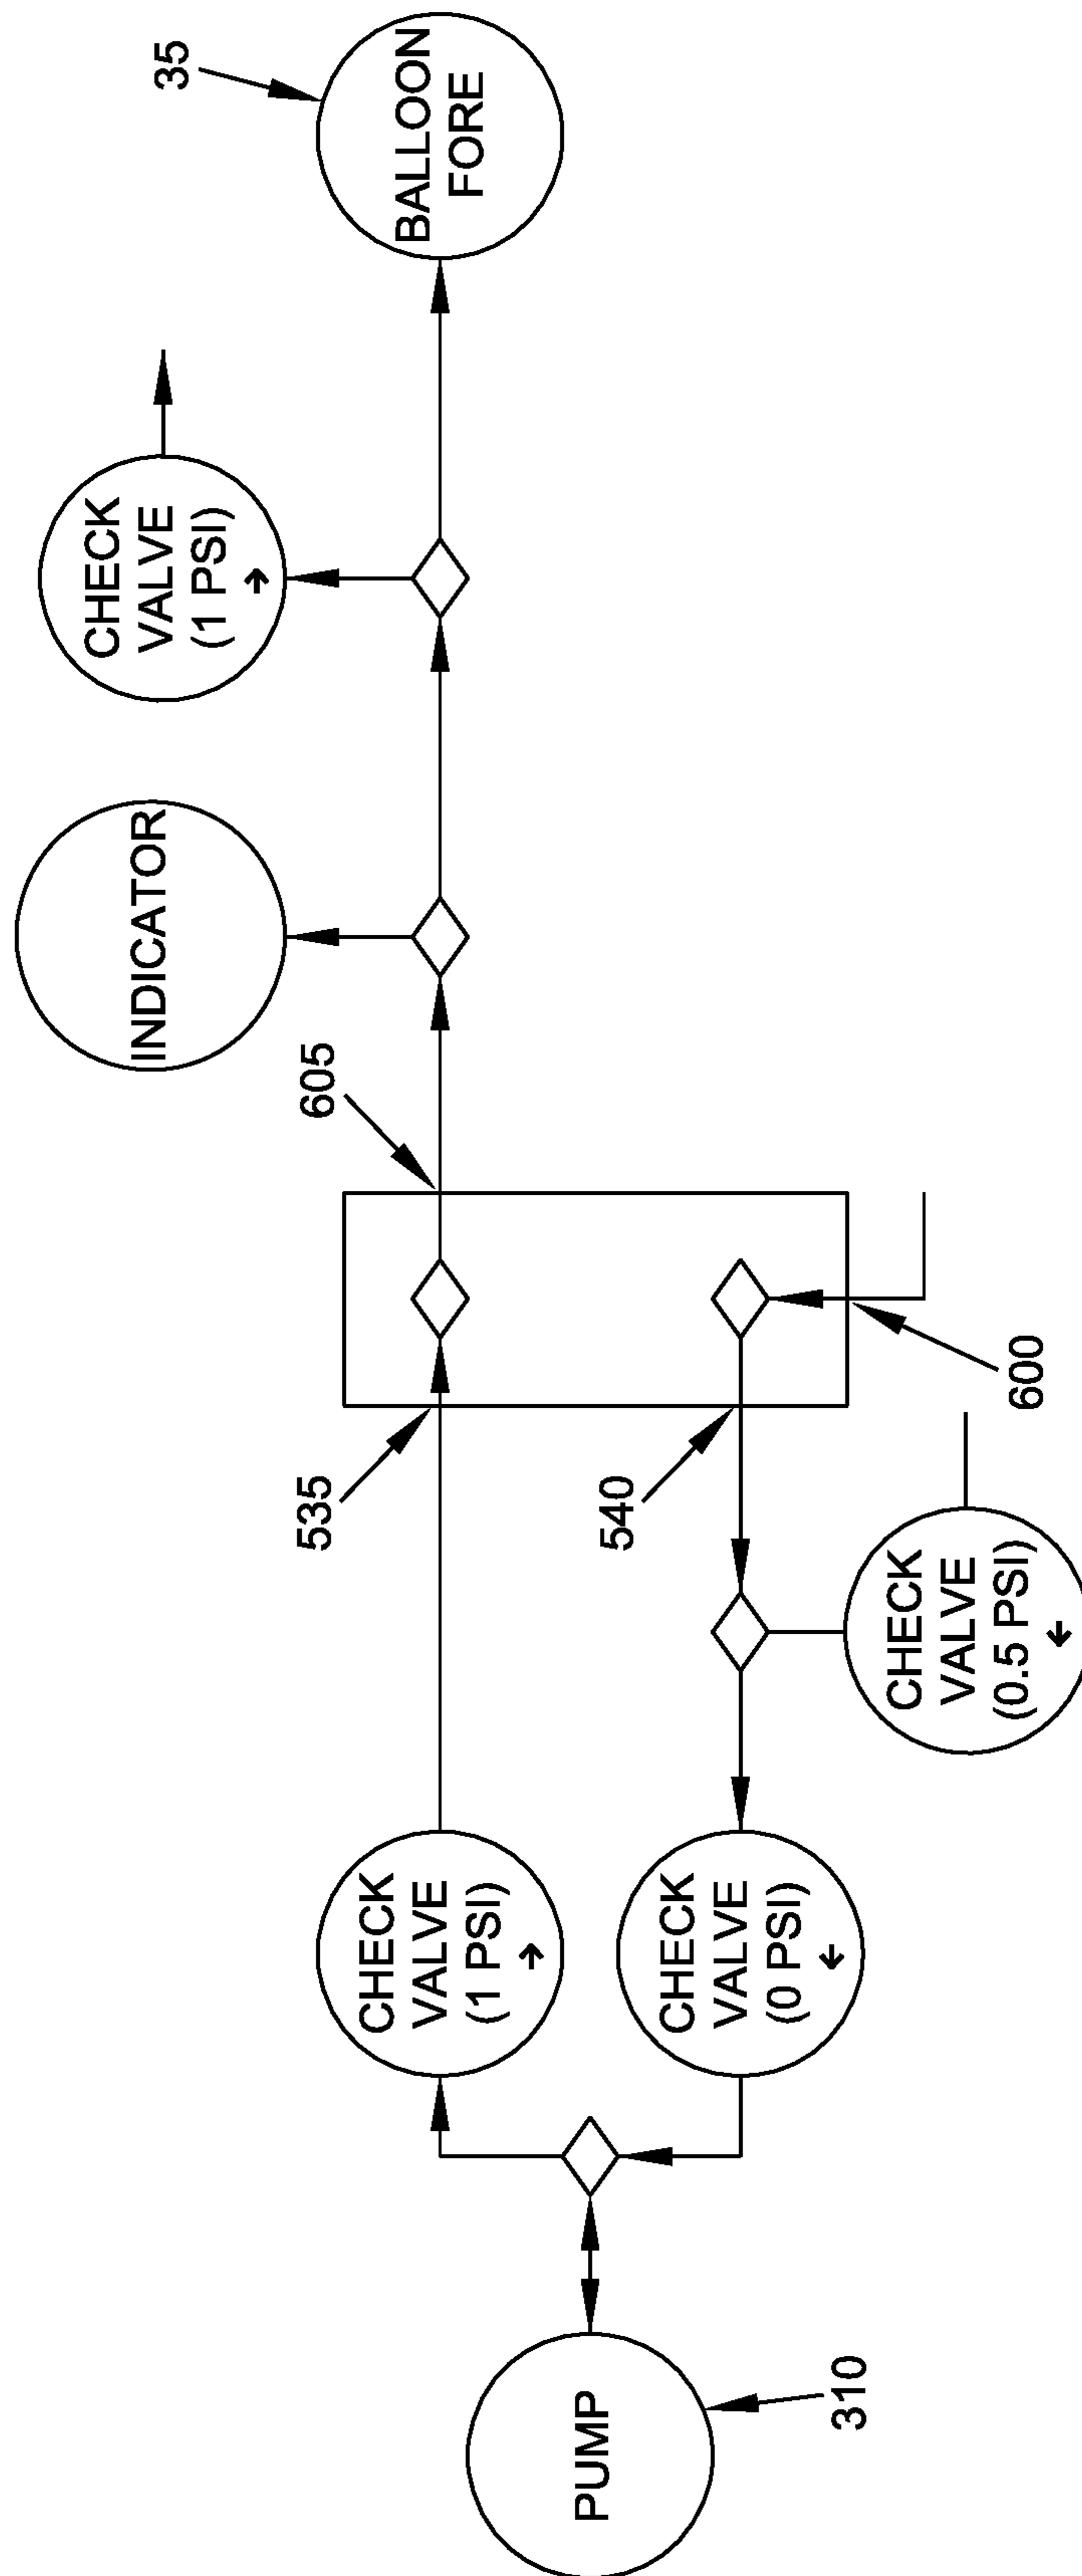 35
BALLOON
FORE
CHECK
VALVE
(1 PSI)
→
INDICATOR
605
535
540
600
CHECK
VALVE
(1 PSI)
→
CHECK
VALVE
(0 PSI)
←
CHECK
VALVE
(0.5 PSI)
←
PUMP
310